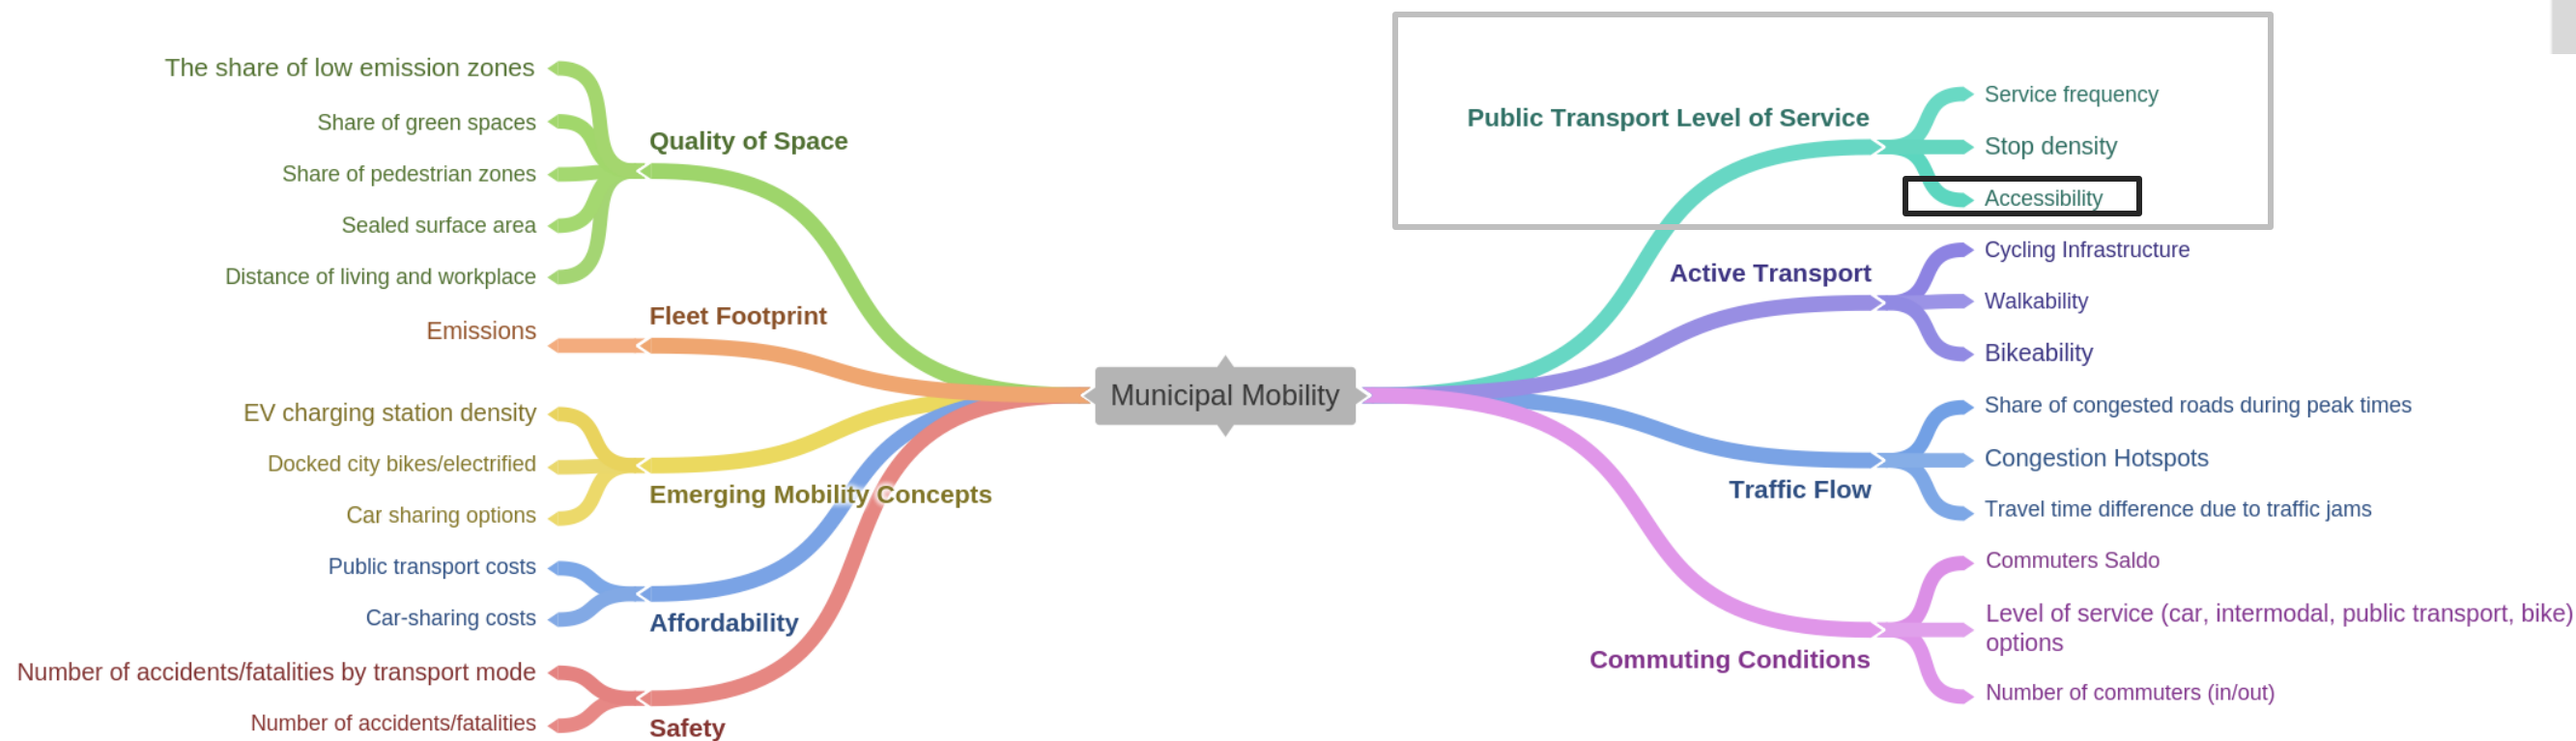 The share of low emission zones
Share of green spaces
Share of pedestrian zones
Sealed surface area
Distance of living and workplace
Quality of Space
Emissions
Fleet Footprint
EV charging station density
Docked city bikes/electrified
Car sharing options
Emerging Mobility Concepts
Public transport costs
Car-sharing costs
Affordability
Number of accidents/fatalities by transport mode
Number of accidents/fatalities
Safety
Municipal Mobility
Public Transport Level of Service
Service frequency
Stop density
Accessibility
Active Transport
Cycling Infrastructure
Walkability
Bikeability
Traffic Flow
Share of congested roads during peak times
Congestion Hotspots
Travel time difference due to traffic jams
Commuting Conditions
Commuters Saldo
Level of service (car, intermodal, public transport, bike)
options
Number of commuters (in/out)